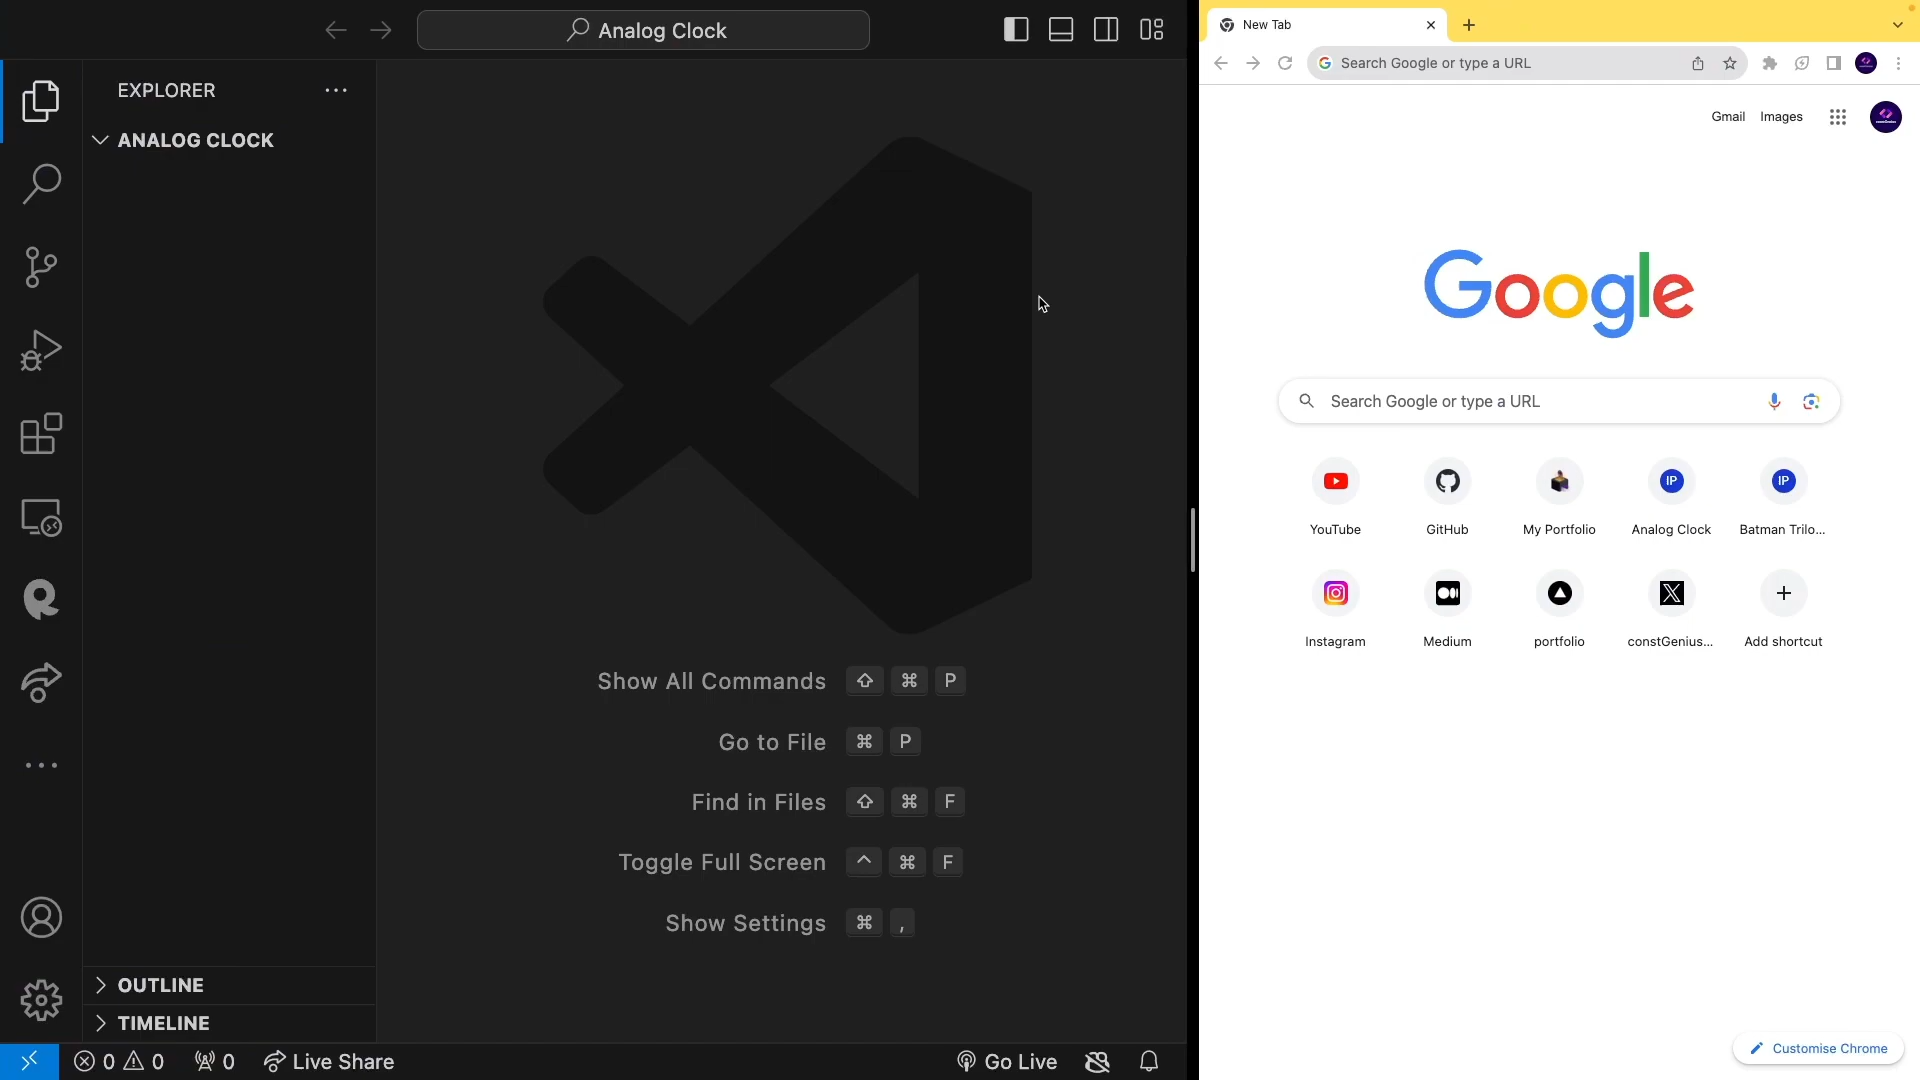 Analog Clock
EXPLORER
ANALOG CLOCK
Show All Commands ⇧ ⌘ P
Go to File ⌘ P
Find in Files ⇧ ⌘ F
Toggle Full Screen ^ ⌘ F
Show Settings ⌘ ,
OUTLINE
TIMELINE
0 0 0 Live Share Go Live
New Tab
Search Google or type a URL
Gmail Images
Google
Search Google or type a URL
IP IP
YouTube GitHub My Portfolio Analog Clock Batman Trilo...
Instagram Medium portfolio constGenius... Add shortcut
Customise Chrome